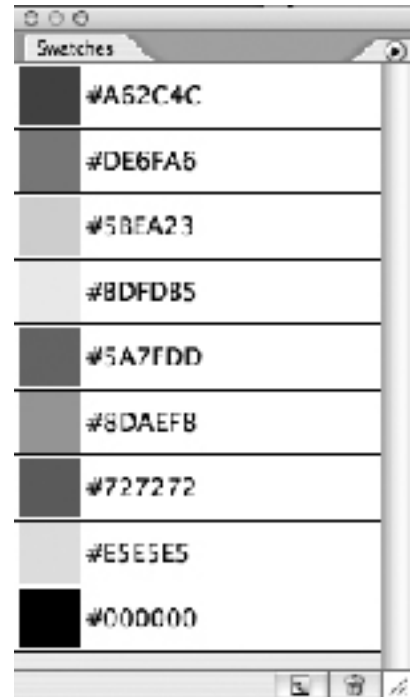 Swatches
#A62C4C
#DE6FA6
#5BEA23
#BDFDB5
#5A7FDD
#8DAEFB
#727272
#E5E5E5
#000000